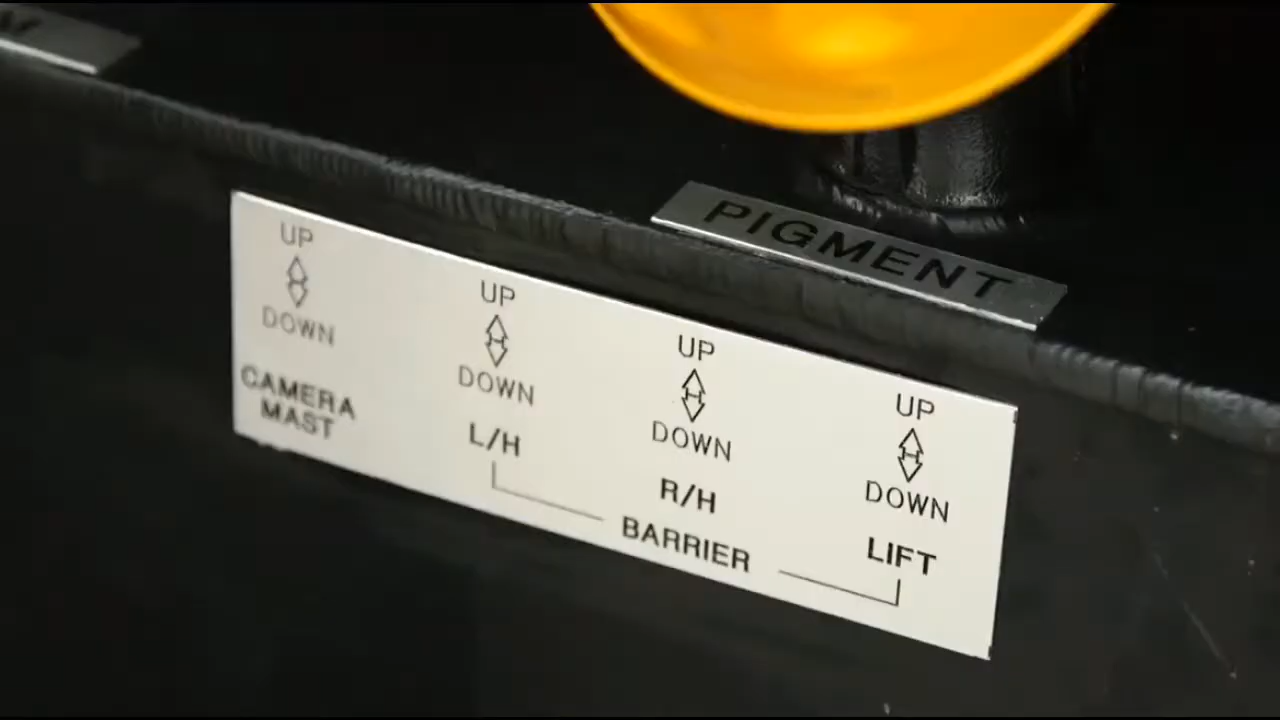 PIGMENT
UP
DOWN
CAMERA
MAST
UP
DOWN
L/H
UP
DOWN
R/H
UP
DOWN
LIFT
BARRIER